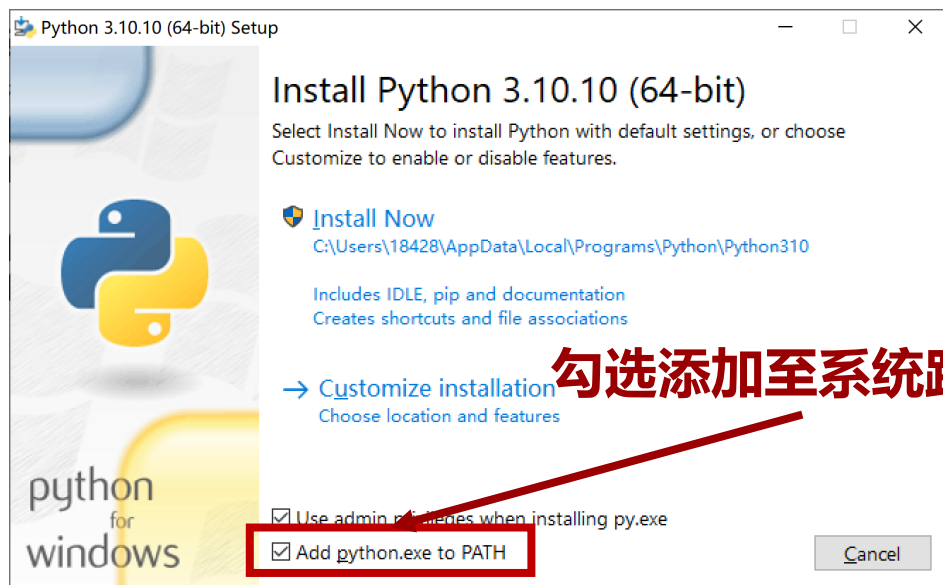 Python 3.10.10 (64-bit) Setup
Install Python 3.10.10 (64-bit)
Select Install Now to install Python with default settings, or choose
Customize to enable or disable features.
Install Now
C:\Users\18428\AppData\Local\Programs\Python\Python310
Includes IDLE, pip and documentation
Creates shortcuts and file associations
勾选添加至系统
Customize installation
Choose location and features
Use admin privileges when installing py.exe
Add python.exe to PATH
Cancel
python
for
windows